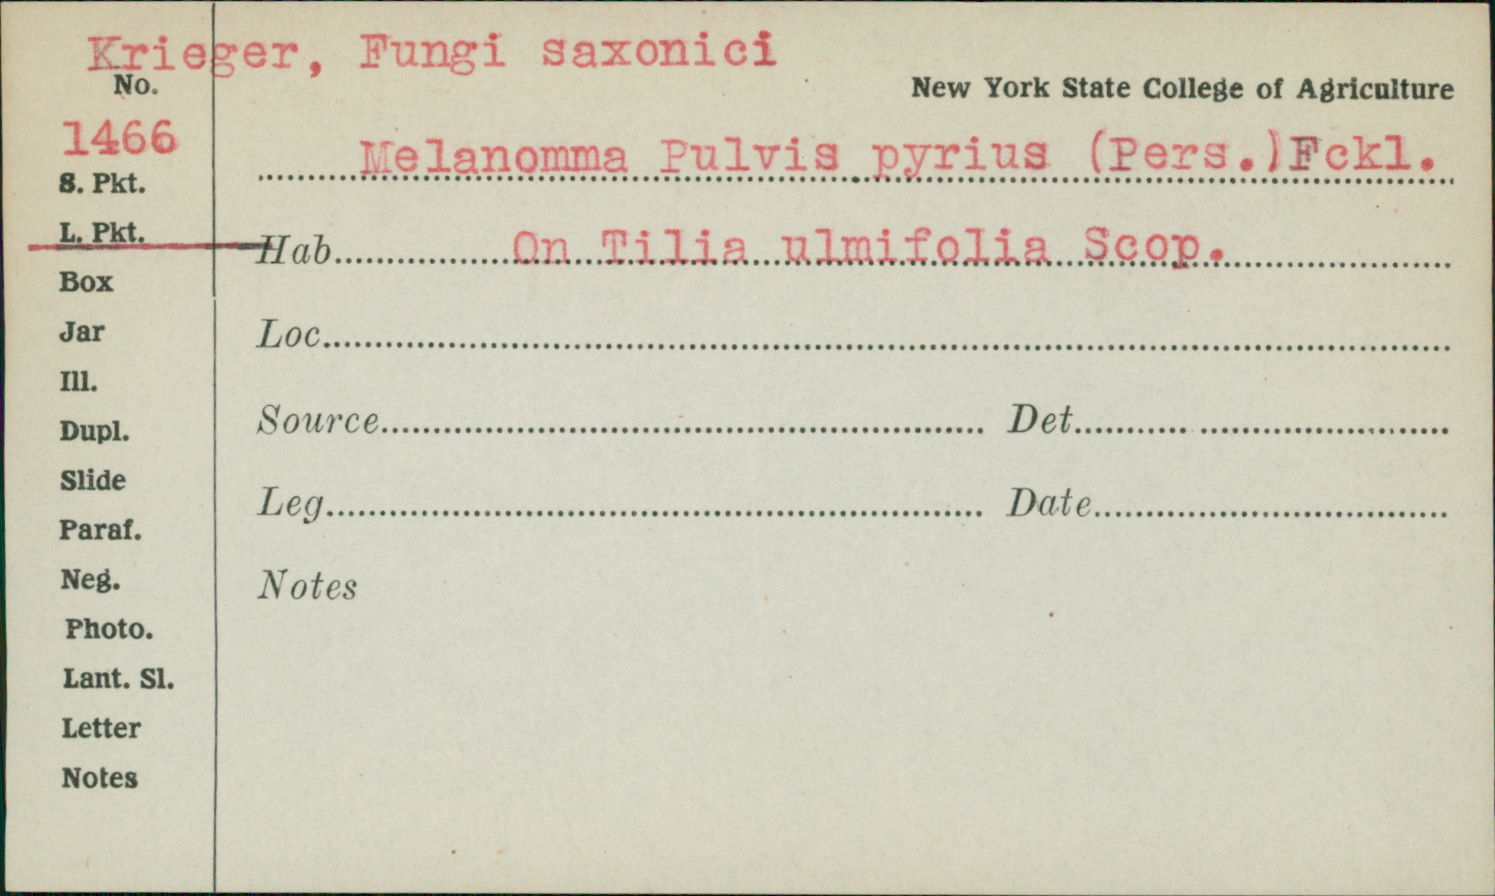 Krieger, Fungi saxonici
No.
New York State College of Agriculture
1466
Melanomma Pulvis pyrius (Pers.)Fckl.
S. Pkt.
L. Pkt.
Hab. On Tilia ulmifolia Scop.
Box
Jar
Loc.
Ill.
Dupl.
Source Det.
Slide
Leg. Date
Paraf.
Neg.
Notes
Photo.
Lant. Sl.
Letter
Notes